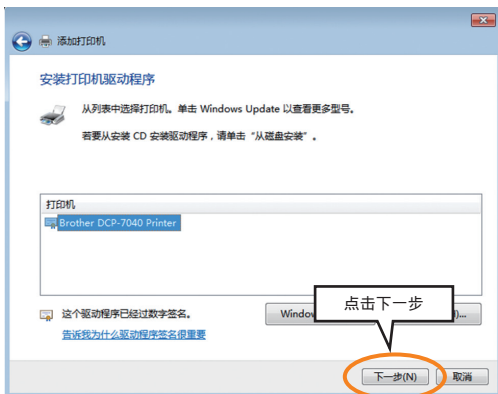 添加打印机
安装打印机驱动程序
从列表中选择打印机。单击 Windows Update 以查看更多型号。
若要从安装 CD 安装驱动程序，请单击“从磁盘安装”。
打印机
Brother DCP-7040 Printer
这个驱动程序已经过数字签名。
告诉我为什么驱动程序签名很重要
点击下一步
下一步(N)
取消